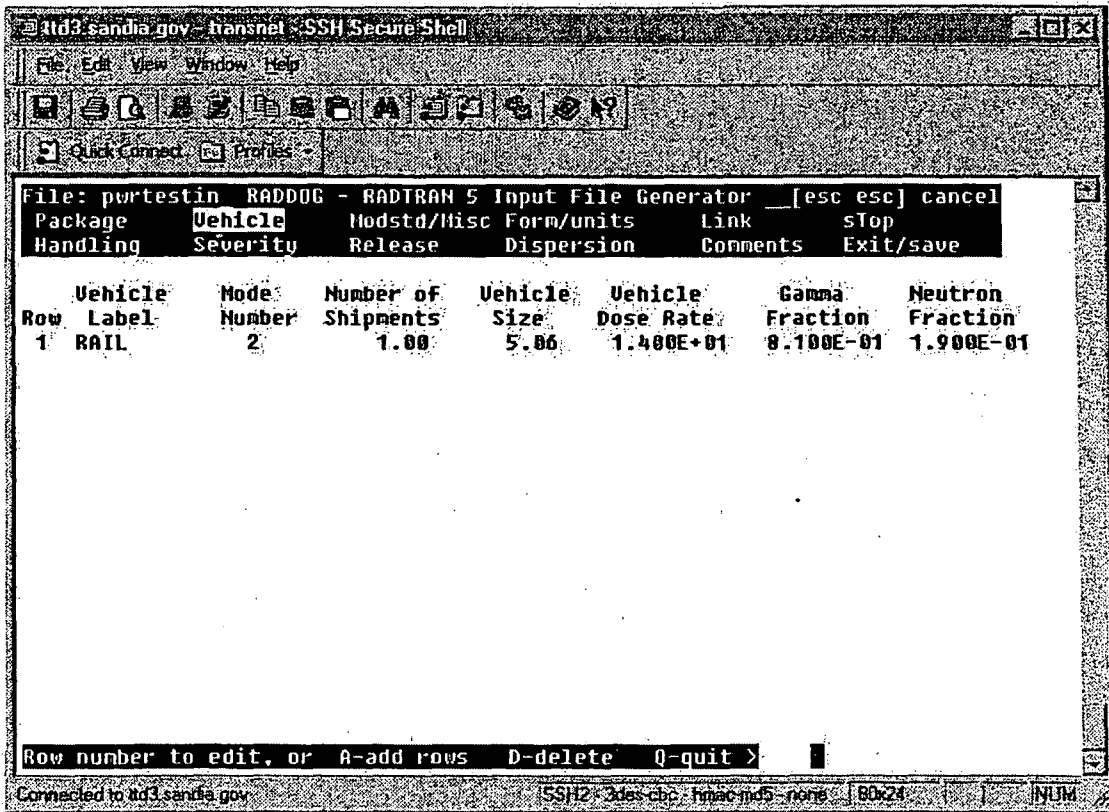 ttd3.sandia.gov - transnet - SSH Secure Shell
File Edit View Window Help
Quick Connect Profiles
File: pwrtestin RADDOG - RADTRAN 5 Input File Generator __[esc esc] cancel
Package Vehicle Modstd/Misc Form/units Link sTop
Handling Severity Release Dispersion Comments Exit/save
Vehicle Mode Number of Vehicle Vehicle Gamma Neutron
Row Label Number Shipments Size Dose Rate Fraction Fraction
1 RAIL 2 1.00 5.06 1.400E+01 8.100E-01 1.900E-01
Row number to edit, or A-add rows D-delete Q-quit >
Connected to ttd3.sandia.gov SSH2 - 3des-cbc - hmac-md5 - none 80x24 NUM